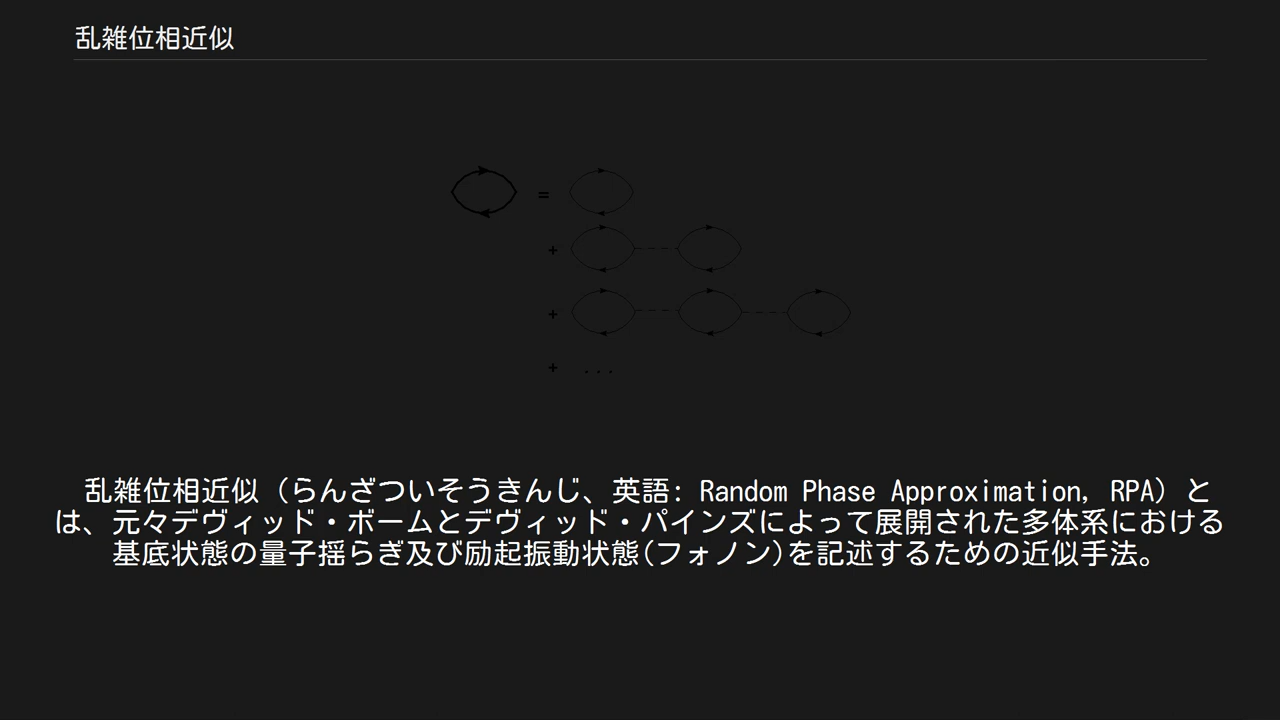 乱雑位相近似
=
+
+
+ ...
乱雑位相近似（らんざついそうきんじ、英語: Random Phase Approximation, RPA）と
は、元々デヴィッド・ボームとデヴィッド・パインズによって展開された多体系における
基底状態の量子揺らぎ及び励起振動状態(フォノン)を記述するための近似手法。